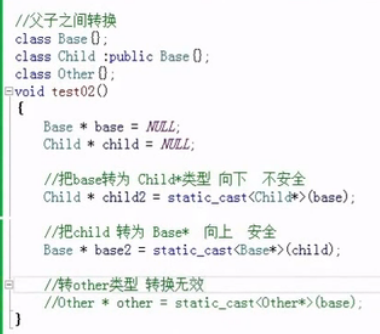 //父子之间转换
class Base{};
class Child :public Base{};
class Other{};
void test02()
{
Base * base = NULL;
Child * child = NULL;
//把base转为 Child*类型 向下 不安全
Child * child2 = static_cast<Child*>(base);
//把child 转为 Base* 向上 安全
Base * base2 = static_cast<Base*>(child);
//转other类型 转换无效
//Other * other = static_cast<Other*>(base);
}